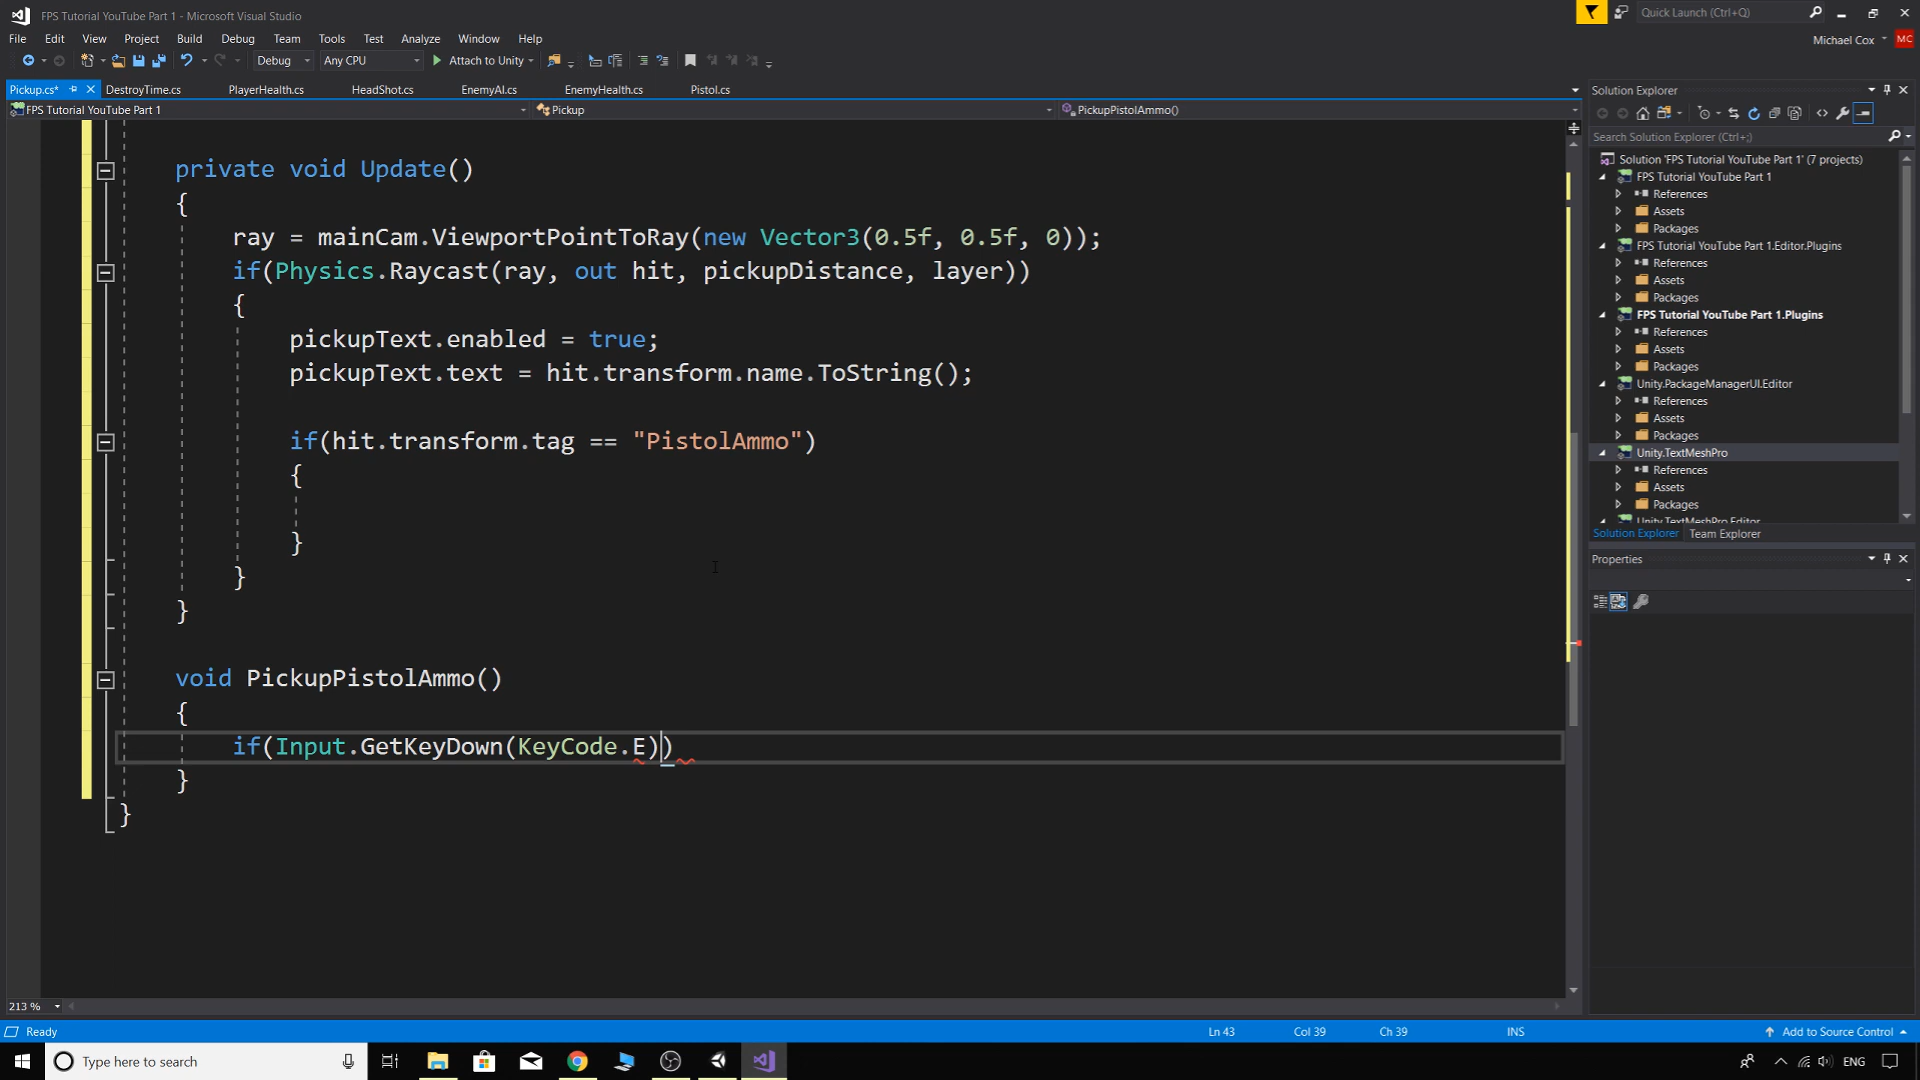 FPS Tutorial YouTube Part 1 - Microsoft Visual Studio
Quick Launch (Ctrl+Q)
File Edit View Project Build Debug Team Tools Test Analyze Window Help
Michael Cox MC
Debug Any CPU Attach to Unity
Pickup.cs* DestroyTime.cs PlayerHealth.cs HeadShot.cs EnemyAI.cs EnemyHealth.cs Pistol.cs
FPS Tutorial YouTube Part 1 Pickup PickupPistolAmmo()
private void Update()
{
ray = mainCam.ViewportPointToRay(new Vector3(0.5f, 0.5f, 0));
if(Physics.Raycast(ray, out hit, pickupDistance, layer))
{
pickupText.enabled = true;
pickupText.text = hit.transform.name.ToString();
if(hit.transform.tag == "PistolAmmo")
{
}
}
}
void PickupPistolAmmo()
{
if(Input.GetKeyDown(KeyCode.E))
}
}
213 %
Solution Explorer
Search Solution Explorer (Ctrl+;)
Solution 'FPS Tutorial YouTube Part 1' (7 projects)
FPS Tutorial YouTube Part 1
References
Assets
Packages
FPS Tutorial YouTube Part 1.Editor.Plugins
References
Assets
Packages
FPS Tutorial YouTube Part 1.Plugins
References
Assets
Packages
Unity.PackageManagerUI.Editor
References
Assets
Packages
Unity.TextMeshPro
References
Assets
Packages
Unity.TextMeshPro.Editor
Solution Explorer Team Explorer
Properties
Ready Ln 43 Col 39 Ch 39 INS Add to Source Control
Type here to search ENG